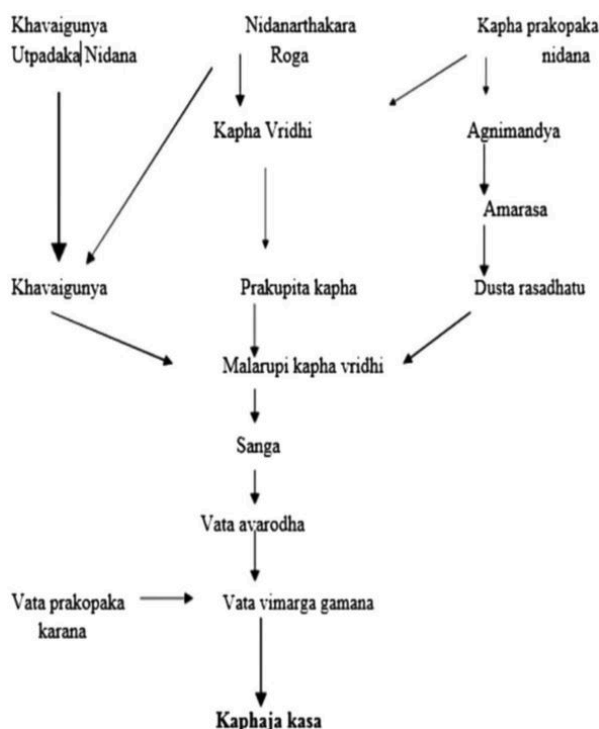 Khavaigunya
Utpadaka Nidana
Nidanarthakara
Roga
Kapha prakopaka
nidana
Kapha Vridhi
Agnimandya
Amarasa
Khavaigunya
Prakupita kapha
Dusta rasadhatu
Malarupi kapha vridhi
Sanga
Vata avarodha
Vata prakopaka
karana
Vata vimarga gamana
Kaphaja kasa